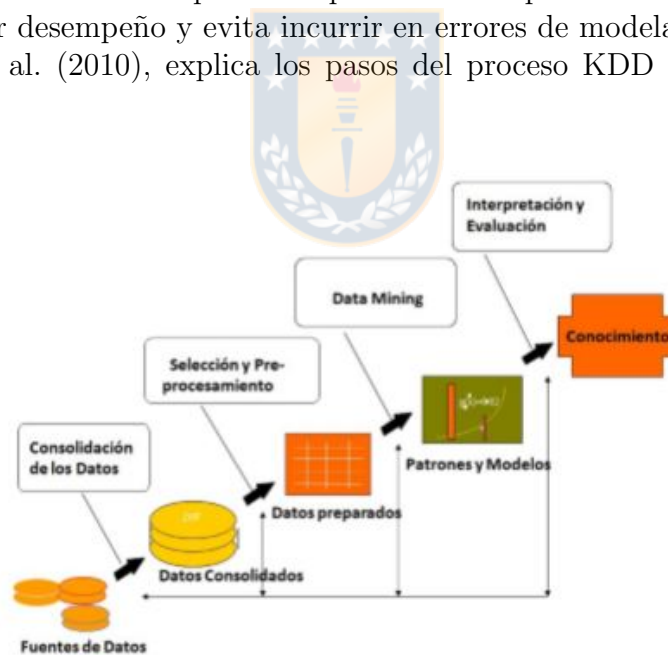 r desempeño y evita incurrir en errores de modela
al. (2010), explica los pasos del proceso KDD
Interpretación y
Evaluación
Data Mining
Conocimiento
Selección y Pre-
procesamiento
Patrones y Modelos
Consolidación
de los Datos
Datos preparados
Datos Consolidados
Fuentes de Datos